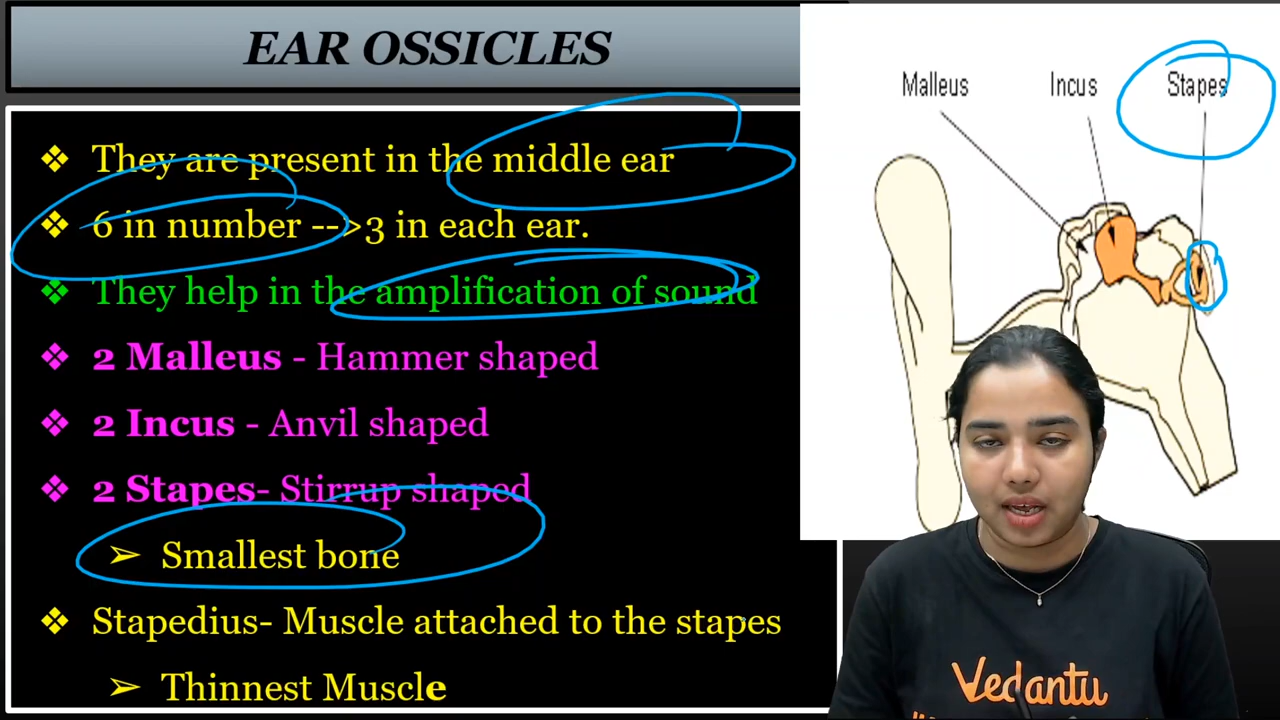 EAR OSSICLES
❖ They are present in the middle ear
❖ 6 in number -->3 in each ear.
❖ They help in the amplification of sound
❖ 2 Malleus - Hammer shaped
❖ 2 Incus - Anvil shaped
❖ 2 Stapes- Stirrup shaped
➢ Smallest bone
❖ Stapedius- Muscle attached to the stapes
➢ Thinnest Muscle
Malleus Incus Stapes
Vedantu